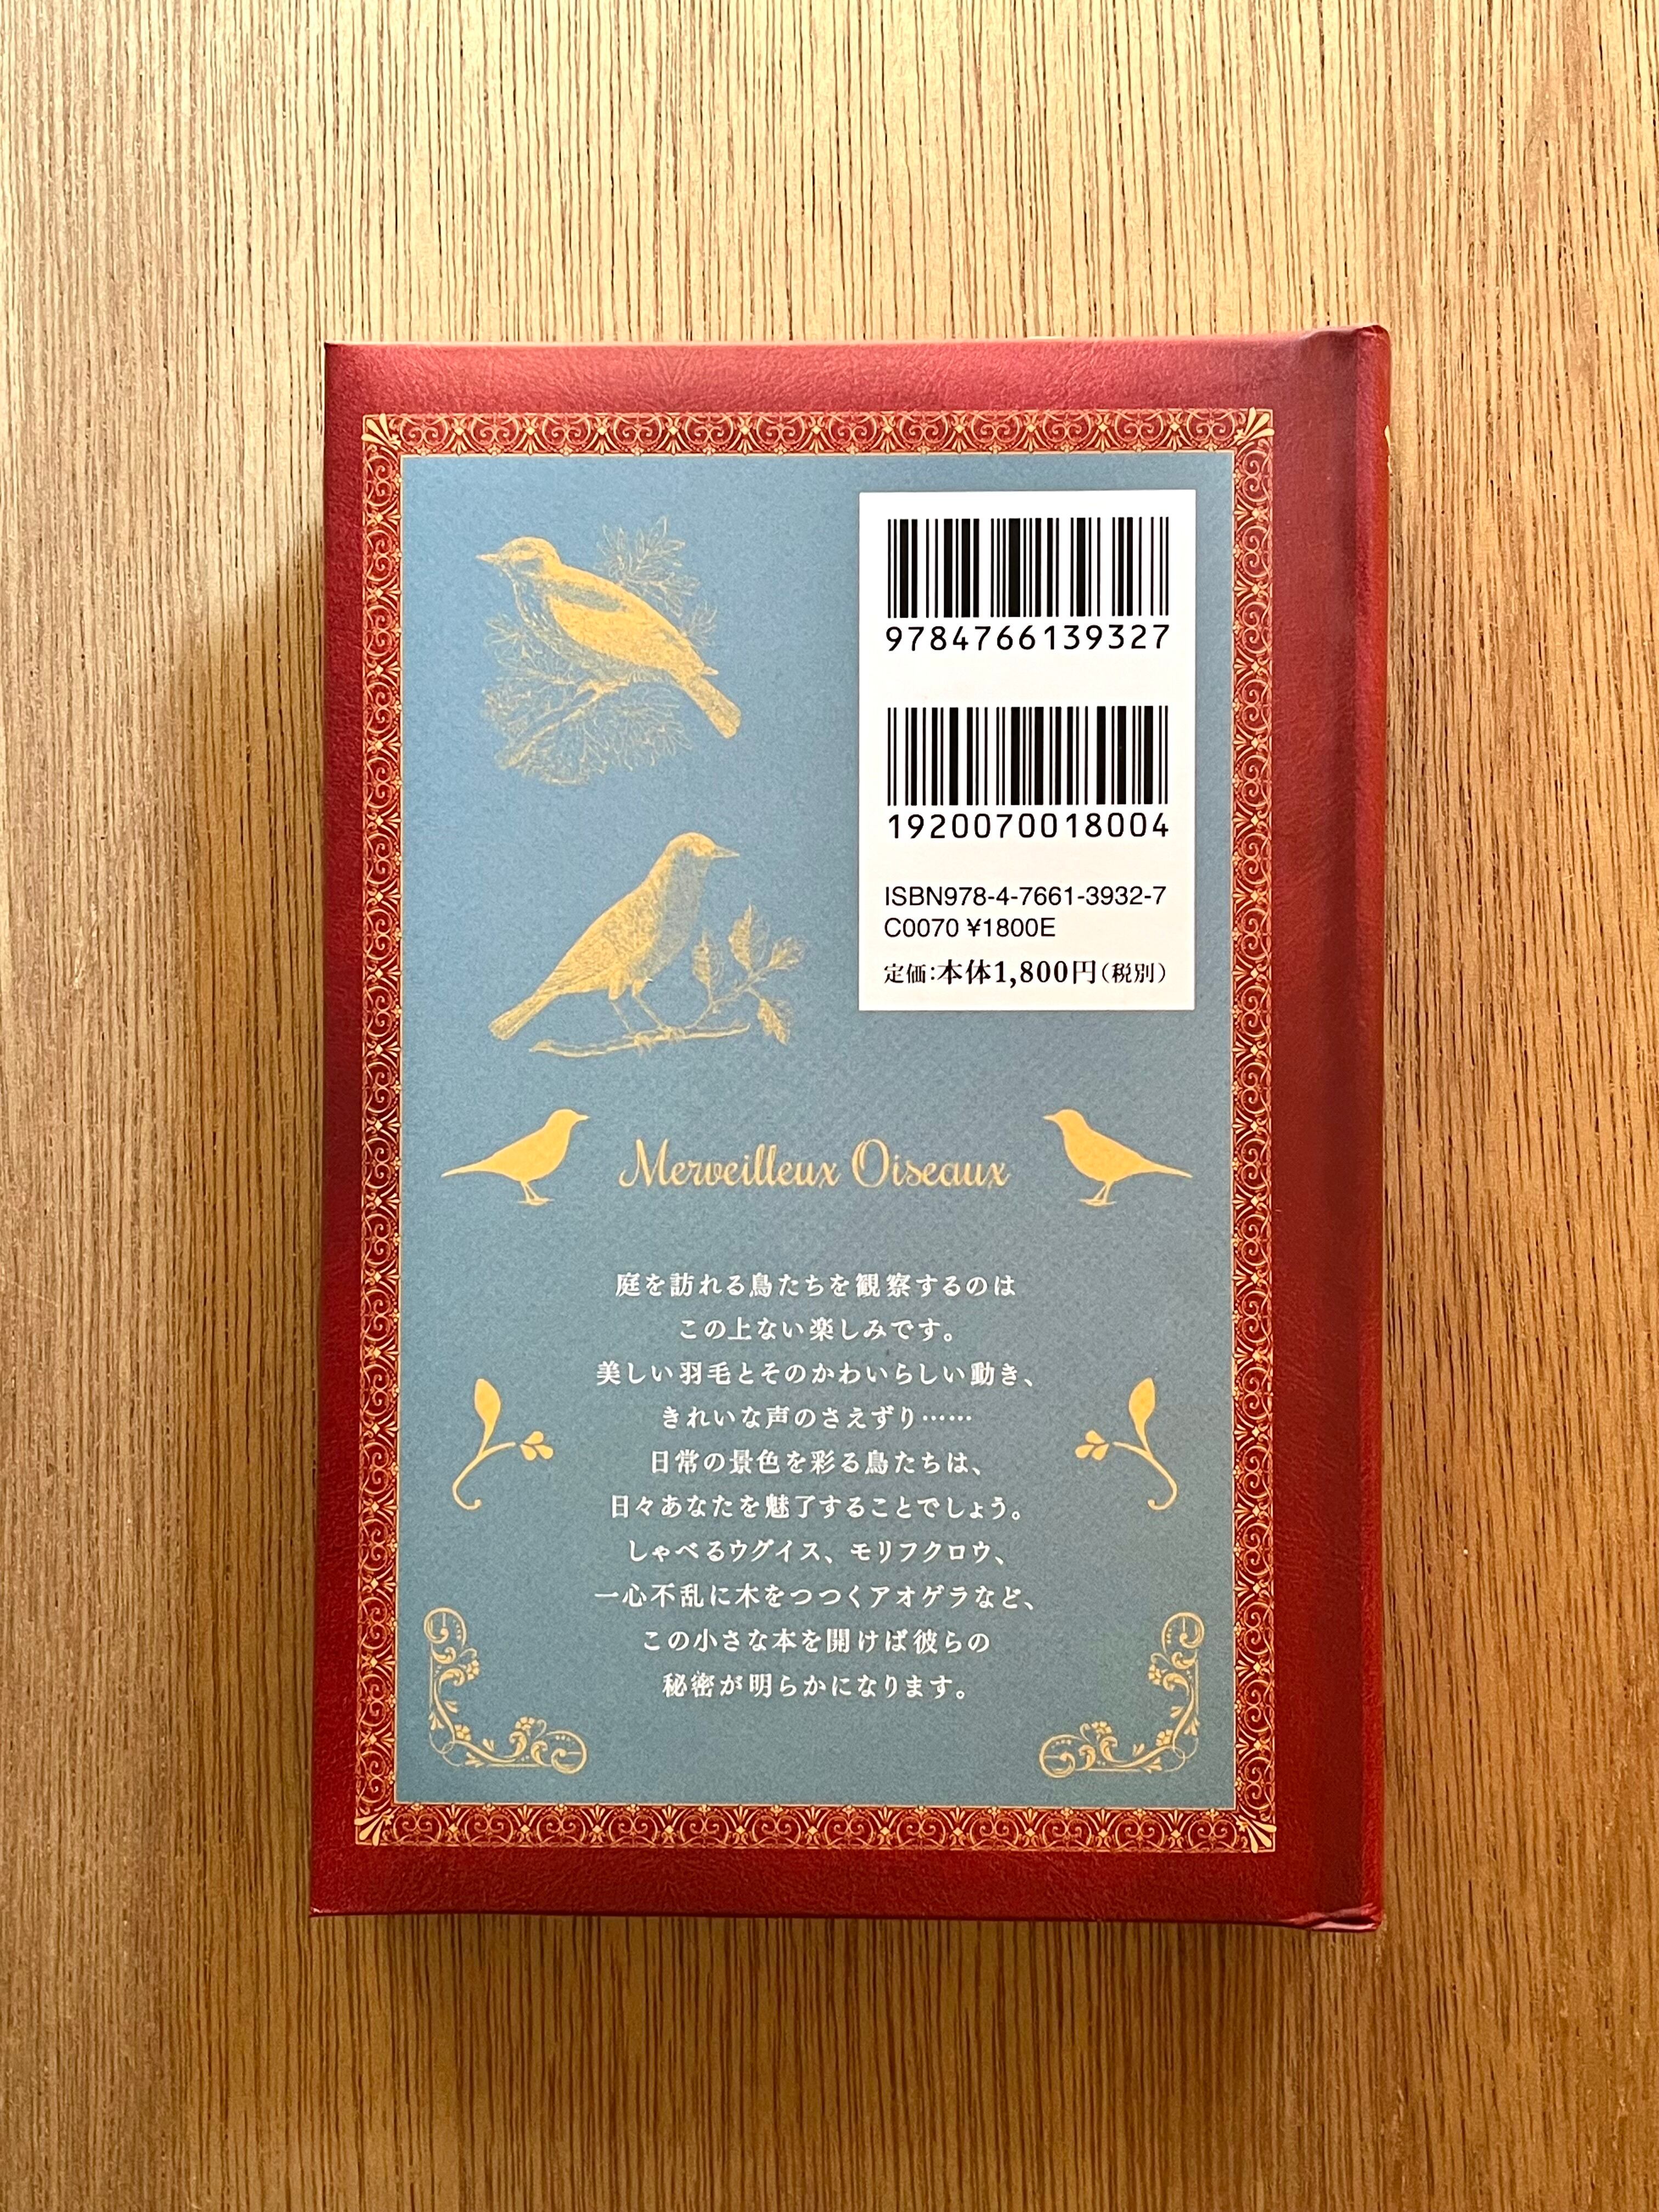 9784766139327
1920070018004
ISBN978-4-7661-3932-7
C0070 ¥1800E
定価:本体1,800円(税別)
Merveilleux Oiseaux
庭を訪れる鳥たちを観察するのは
この上ない楽しみです。
美しい羽毛とそのかわいらしい動き、
きれいな声のさえずり……
日常の景色を彩る鳥たちは、
日々あなたを魅了することでしょう。
しゃべるウグイス、モリフクロウ、
一心不乱に木をつつくアオゲラなど、
この小さな本を開けば彼らの
秘密が明らかになります。